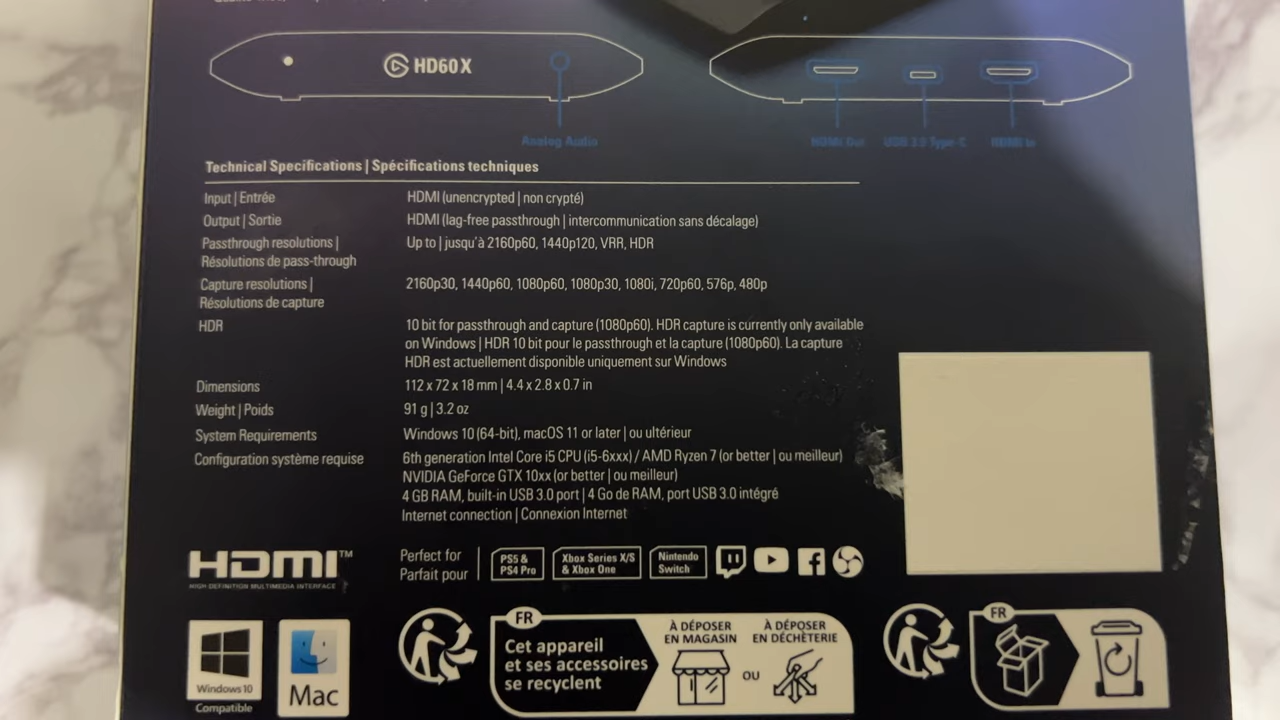 HD60 X
Analog Audio
HDMI Out
USB 3.0 Type-C
HDMI In
Technical Specifications | Spécifications techniques
Input | Entrée
HDMI (unencrypted | non crypté)
Output | Sortie
HDMI (lag-free passthrough | intercommunication sans décalage)
Passthrough resolutions |
Résolutions de pass-through
Up to | jusqu'à 2160p60, 1440p120, VRR, HDR
Capture resolutions |
Résolutions de capture
2160p30, 1440p60, 1080p60, 1080p30, 1080i, 720p60, 576p, 480p
HDR
10 bit for passthrough and capture (1080p60). HDR capture is currently only available
on Windows | HDR 10 bit pour le passthrough et la capture (1080p60). La capture
HDR est actuellement disponible uniquement sur Windows
Dimensions
112 x 72 x 18 mm | 4.4 x 2.8 x 0.7 in
Weight | Poids
91 g | 3.2 oz
System Requirements
Configuration système requise
Windows 10 (64-bit), macOS 11 or later | ou ultérieur
6th generation Intel Core i5 CPU (i5-6xxx) / AMD Ryzen 7 (or better | ou meilleur)
NVIDIA GeForce GTX 10xx (or better | ou meilleur)
4 GB RAM, built-in USB 3.0 port | 4 Go de RAM, port USB 3.0 intégré
Internet connection | Connexion Internet
HDMI™
HIGH-DEFINITION MULTIMEDIA INTERFACE
Perfect for
Parfait pour
PS5 &
PS4 Pro
Xbox Series X/S
& Xbox One
Nintendo
Switch
Windows 10
Compatible
Mac
FR
Cet appareil
et ses accessoires
se recyclent
À DÉPOSER
EN MAGASIN
OU
À DÉPOSER
EN DÉCHÈTERIE
FR